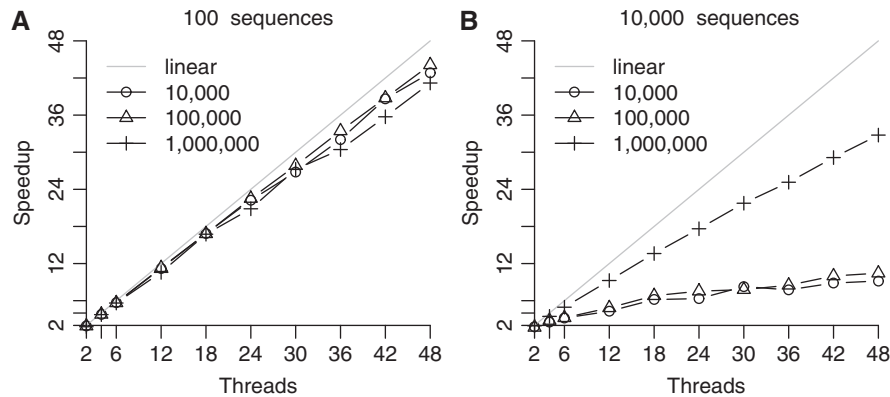 A
100 sequences
48
36
24
12
2
Speedup
linear
10,000
100,000
1,000,000
2 6 12 18 24 30 36 42 48
Threads
B
10,000 sequences
48
36
24
12
2
Speedup
linear
10,000
100,000
1,000,000
2 6 12 18 24 30 36 42 48
Threads